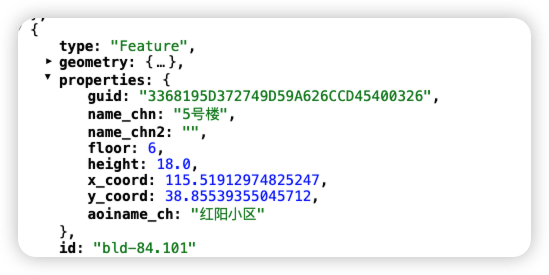 },
{
type: "Feature",
geometry: {…},
properties: {
guid: "3368195D372749D59A626CCD45400326",
name_chn: "5号楼",
name_chn2: "",
floor: 6,
height: 18.0,
x_coord: 115.51912974825247,
y_coord: 38.85539355045712,
aoiname_ch: "红阳小区"
},
id: "bld-84.101"